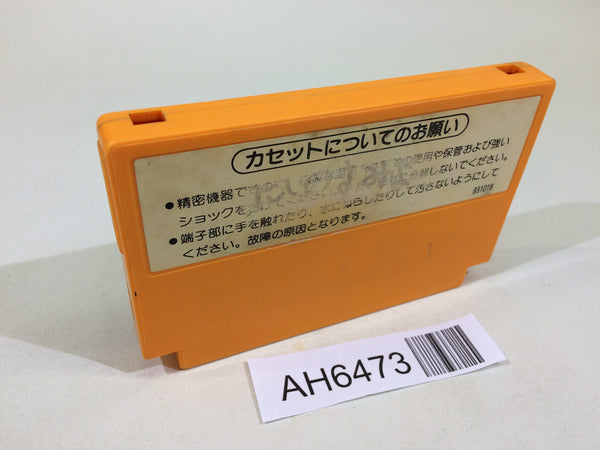 カセットについてのお願い
●精密機器で の使用や保管および強い
ショックを 分解しないでください。
●端子部に手を触れたり、水にぬらしたりして汚さないようにして
ください。故障の原因となります。
831018
AH6473